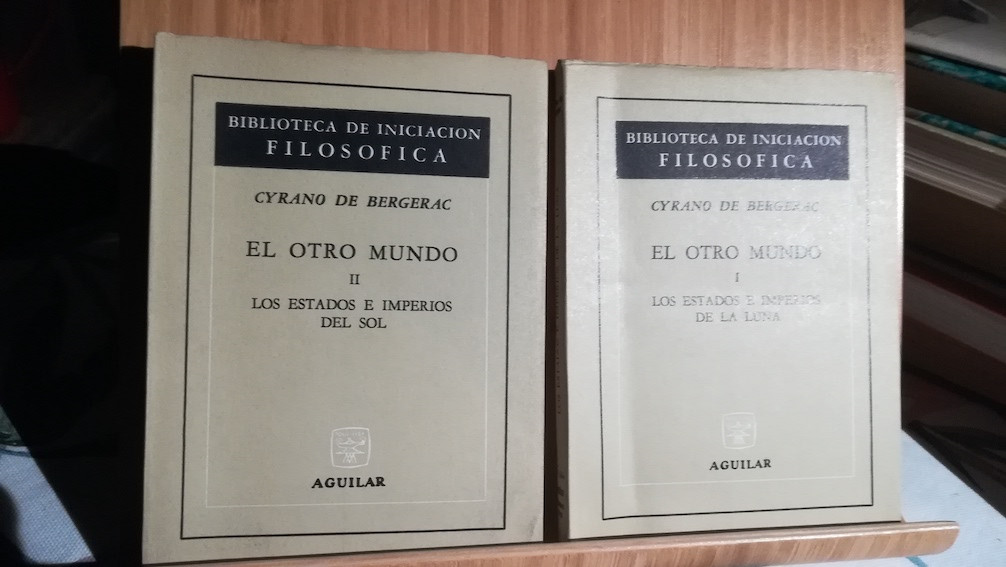 BIBLIOTECA DE INICIACION
FILOSOFICA
CYRANO DE BERGERAC
EL OTRO MUNDO
II
LOS ESTADOS E IMPERIOS
DEL SOL
AGUILAR
BIBLIOTECA DE INICIACION
FILOSOFICA
CYRANO DE BERGERAC
EL OTRO MUNDO
I
LOS ESTADOS E IMPERIOS
DE LA LUNA
AGUILAR